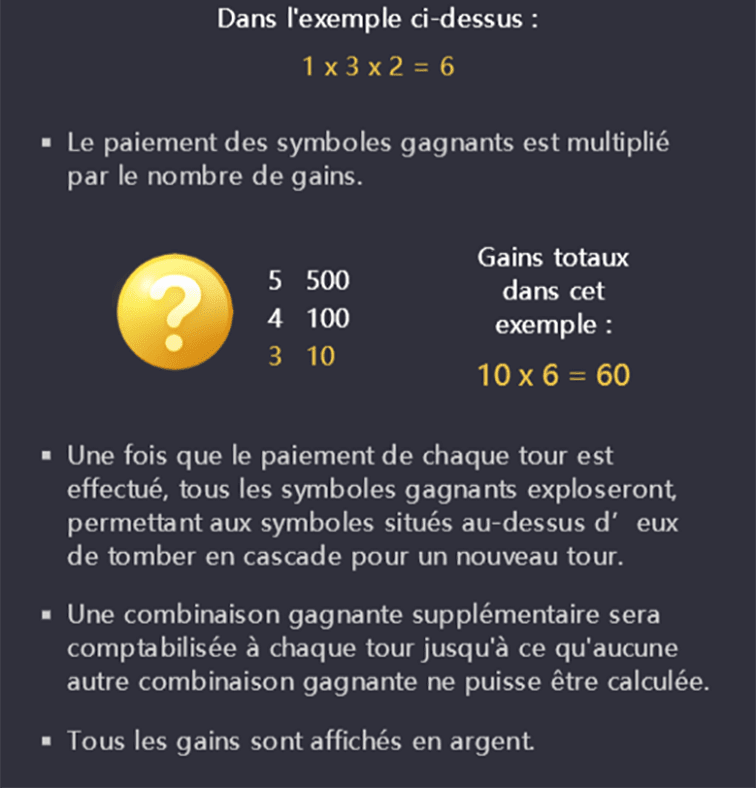 Dans l'exemple ci-dessus :
1 x 3 x 2 = 6
▪ Le paiement des symboles gagnants est multiplié
par le nombre de gains.
?
5 500
4 100
3 10
Gains totaux
dans cet
exemple :
10 x 6 = 60
▪ Une fois que le paiement de chaque tour est
effectué, tous les symboles gagnants exploseront,
permettant aux symboles situés au-dessus d’ eux
de tomber en cascade pour un nouveau tour.
▪ Une combinaison gagnante supplémentaire sera
comptabilisée à chaque tour jusqu'à ce qu'aucune
autre combinaison gagnante ne puisse être calculée.
▪ Tous les gains sont affichés en argent.